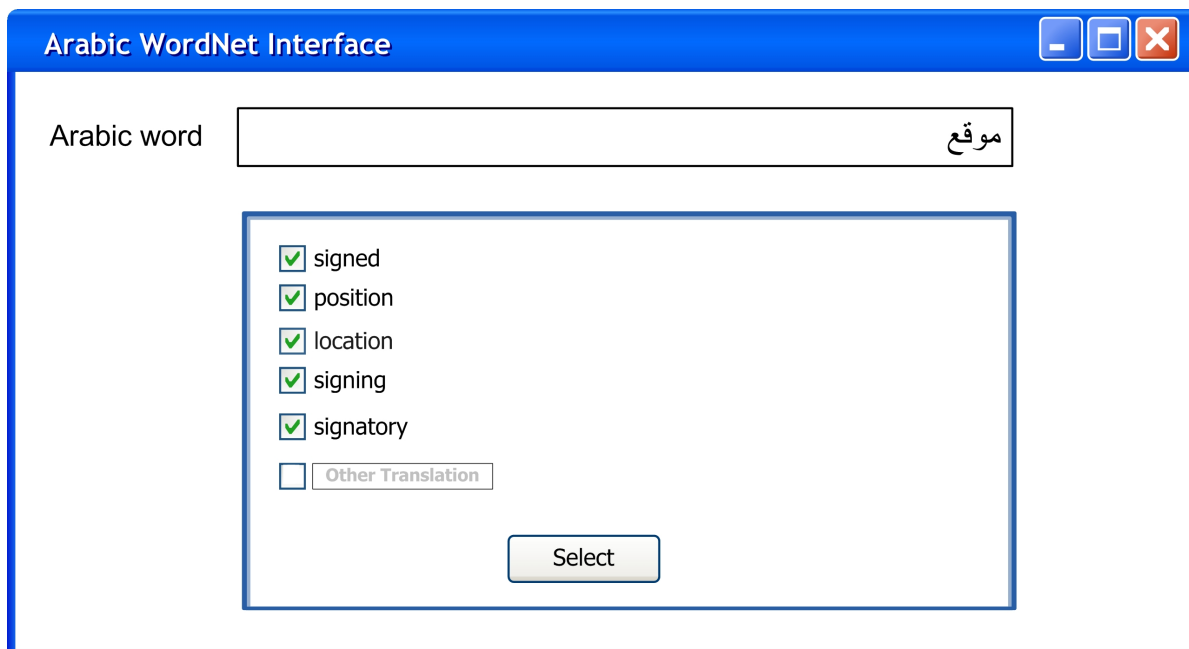 Arabic WordNet Interface
Arabic word موقع
signed
position
location
signing
signatory
Other Translation
Select